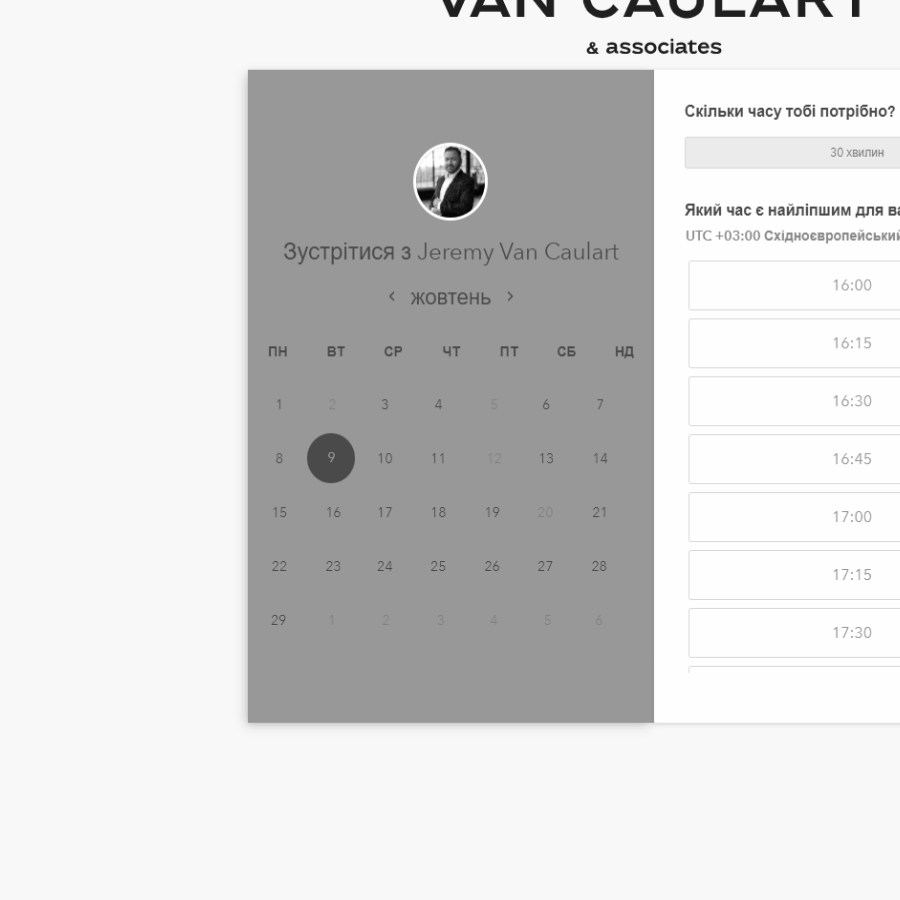 VAN CAULART
& associates
Зустрітися з Jeremy Van Caulart
‹ жовтень ›
ПН ВТ СР ЧТ ПТ СБ НД
1 2 3 4 5 6 7
8 9 10 11 12 13 14
15 16 17 18 19 20 21
22 23 24 25 26 27 28
29 1 2 3 4 5 6
Скільки часу тобі потрібно?
30 хвилин
Який час є найліпшим для ва
UTC +03:00 Східноєвропейський
16:00
16:15
16:30
16:45
17:00
17:15
17:30